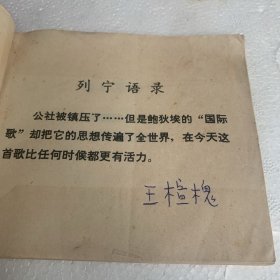 列宁语录
公社被镇压了……但是鲍狄埃的“国际
歌”却把它的思想传遍了全世界，在今天这
首歌比任何时候都更有活力。
王